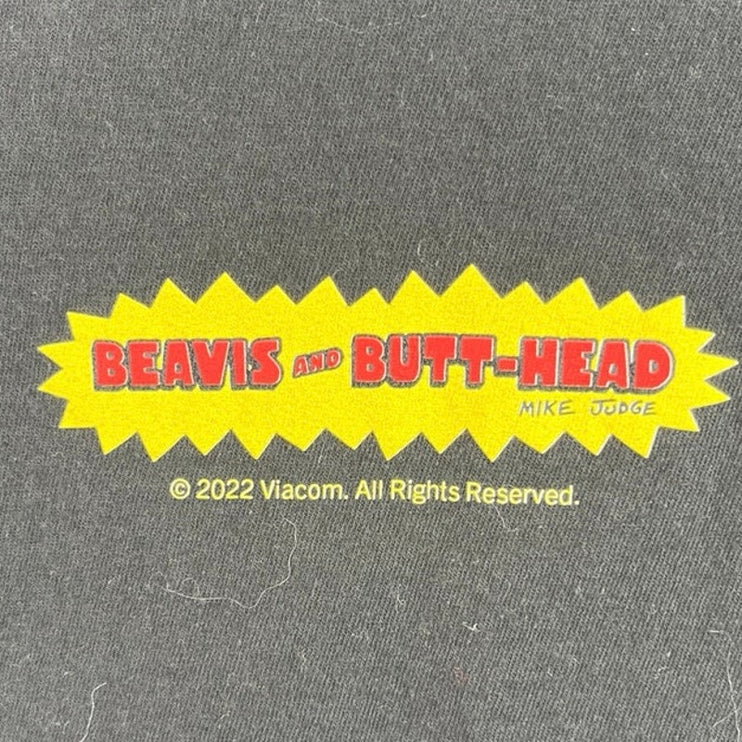 BEAVIS AND BUTT-HEAD
MIKE JUDGE
© 2022 Viacom. All Rights Reserved.